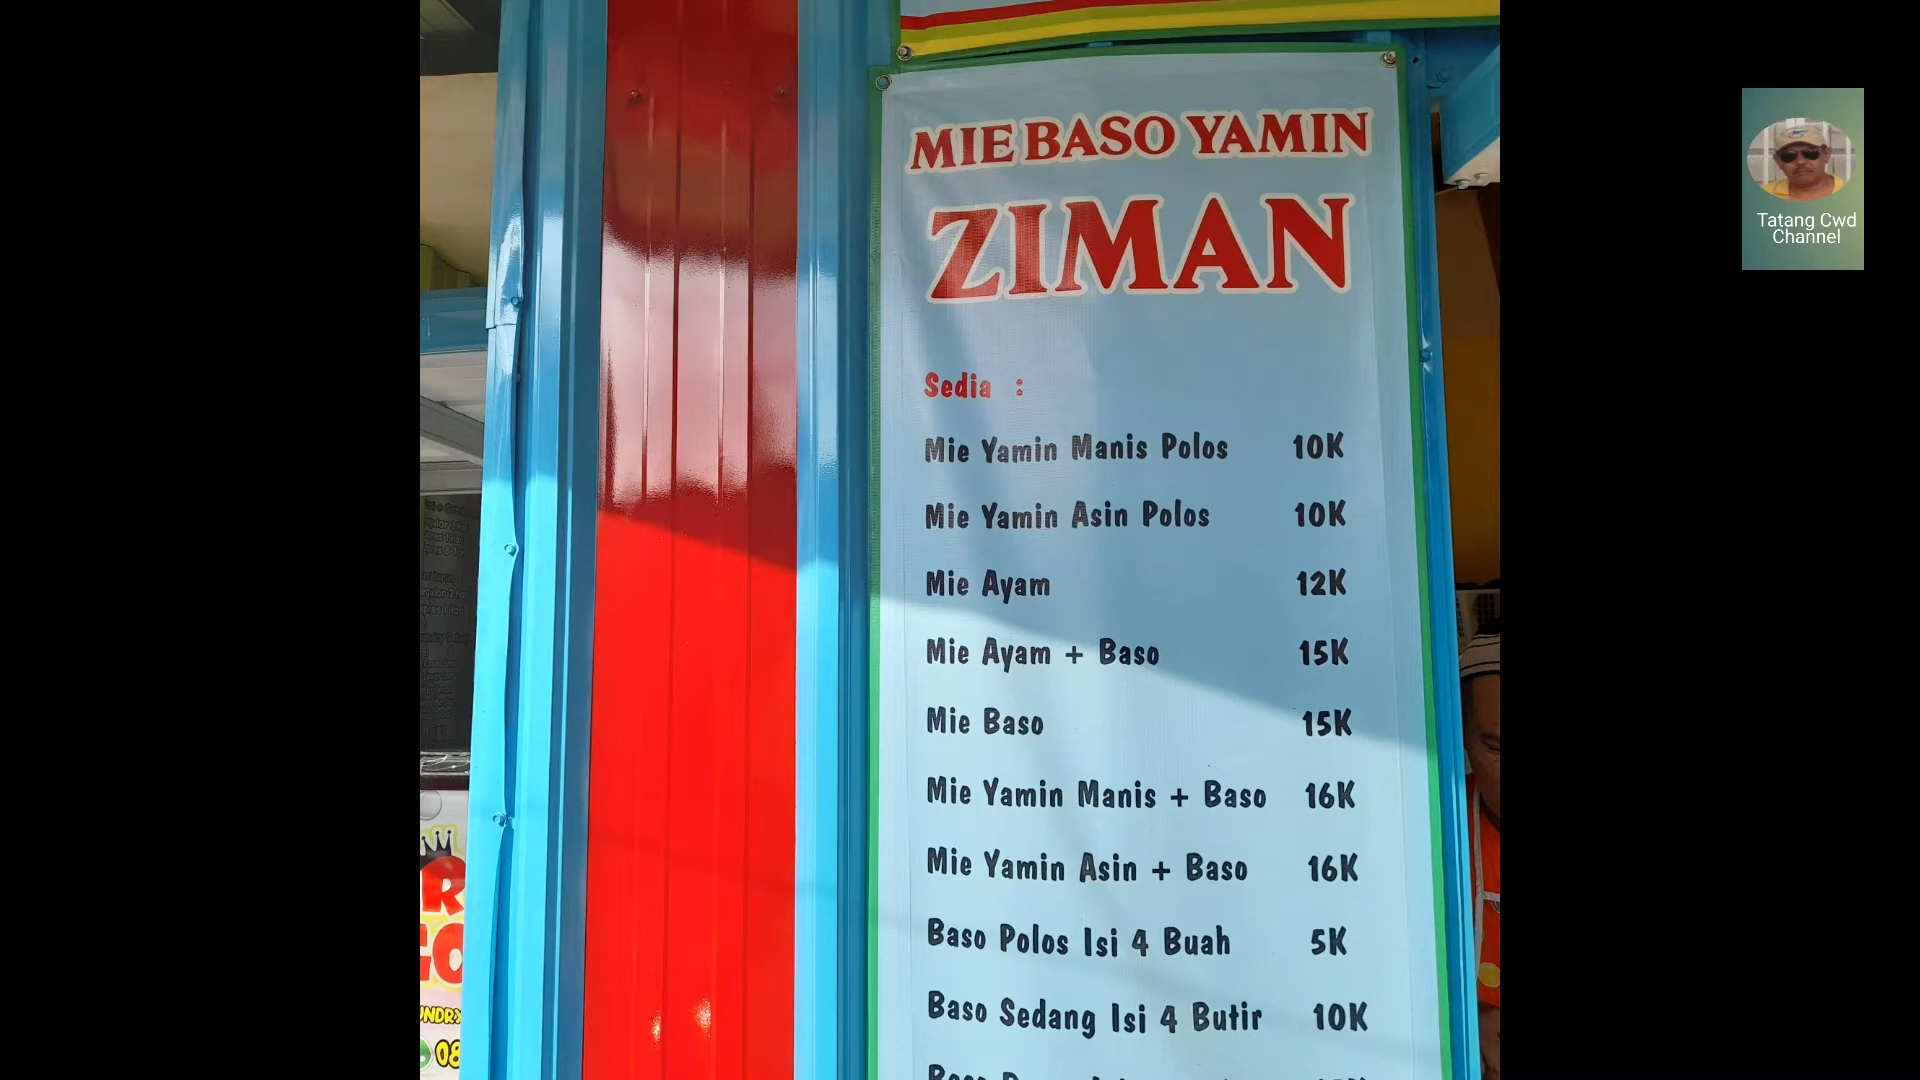 MIE BASO YAMIN
ZIMAN
Sedia :
Mie Yamin Manis Polos 10K
Mie Yamin Asin Polos 10K
Mie Ayam 12K
Mie Ayam + Baso 15K
Mie Baso 15K
Mie Yamin Manis + Baso 16K
Mie Yamin Asin + Baso 16K
Baso Polos Isi 4 Buah 5K
Baso Sedang Isi 4 Butir 10K
Tatang Cwd
Channel
08